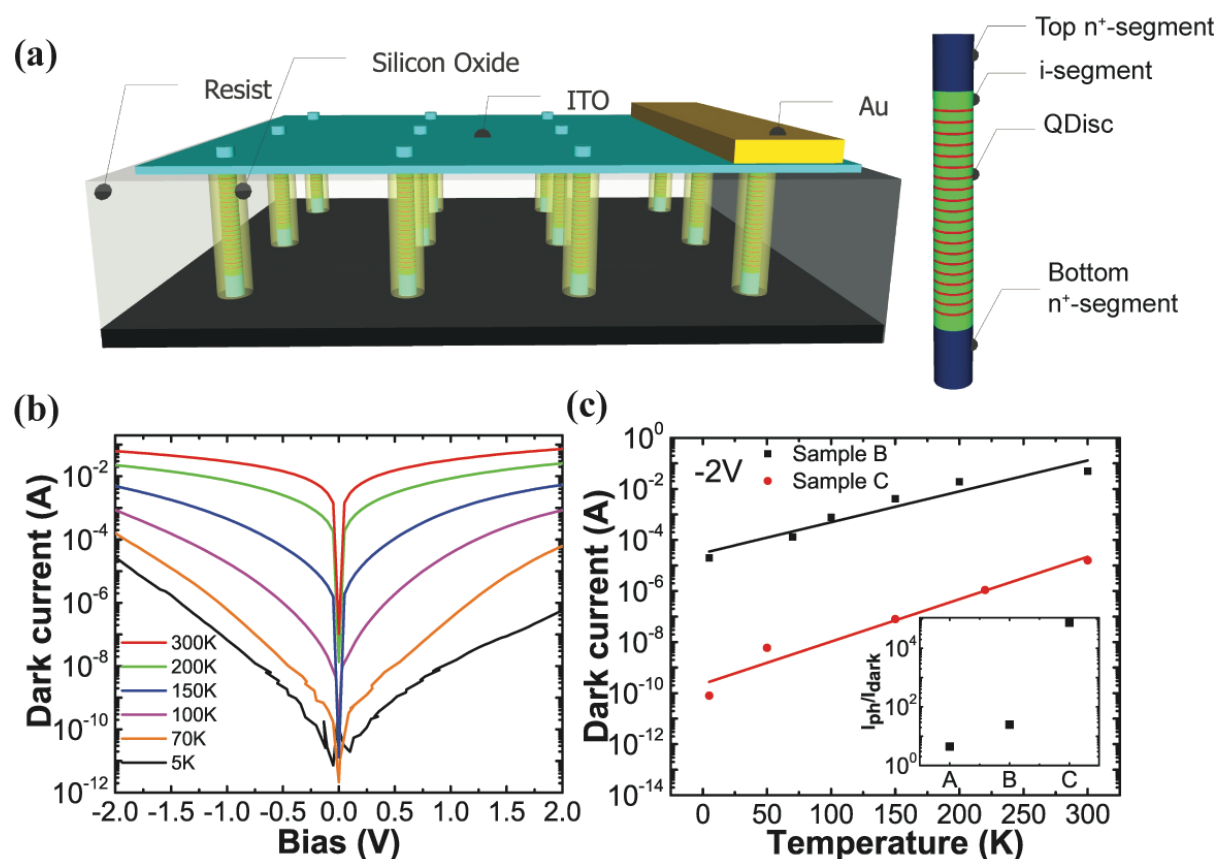 (a)
Resist
Silicon Oxide
ITO
Au
Top n⁺-segment
i-segment
QDisc
Bottom
n⁺-segment
(b)
Dark current (A)
10⁻²
10⁻⁴
10⁻⁶
10⁻⁸
10⁻¹⁰
10⁻¹²
300K
200K
150K
100K
70K
5K
-2.0 -1.5 -1.0 -0.5 0.0 0.5 1.0 1.5 2.0
Bias (V)
(c)
Dark current (A)
10⁰
10⁻²
10⁻⁴
10⁻⁶
10⁻⁸
10⁻¹⁰
10⁻¹²
10⁻¹⁴
-2V
Sample B
Sample C
Iph/Idark
10⁴
10²
10⁰
A B C
0 50 100 150 200 250 300
Temperature (K)